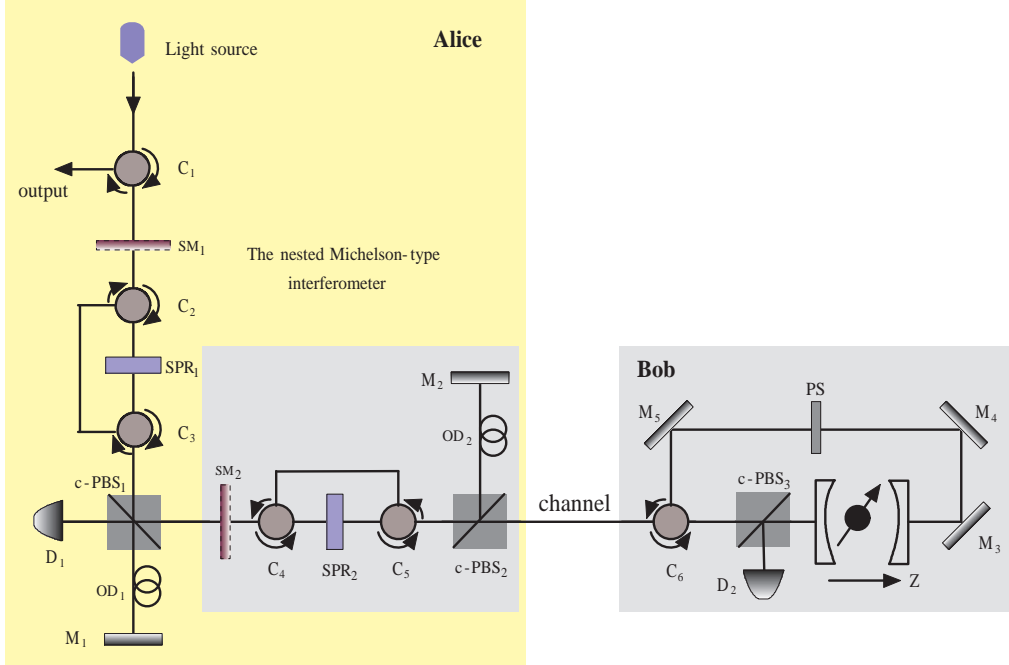 Alice
Light source
C1
output
SM1
The nested Michelson-type
interferometer
C2
SPR1
C3
c-PBS1
D1
OD1
M1
SM2
C4
SPR2
C5
c-PBS2
M2
OD2
channel
Bob
M5
PS
M4
c-PBS3
C6
D2
Z
M3